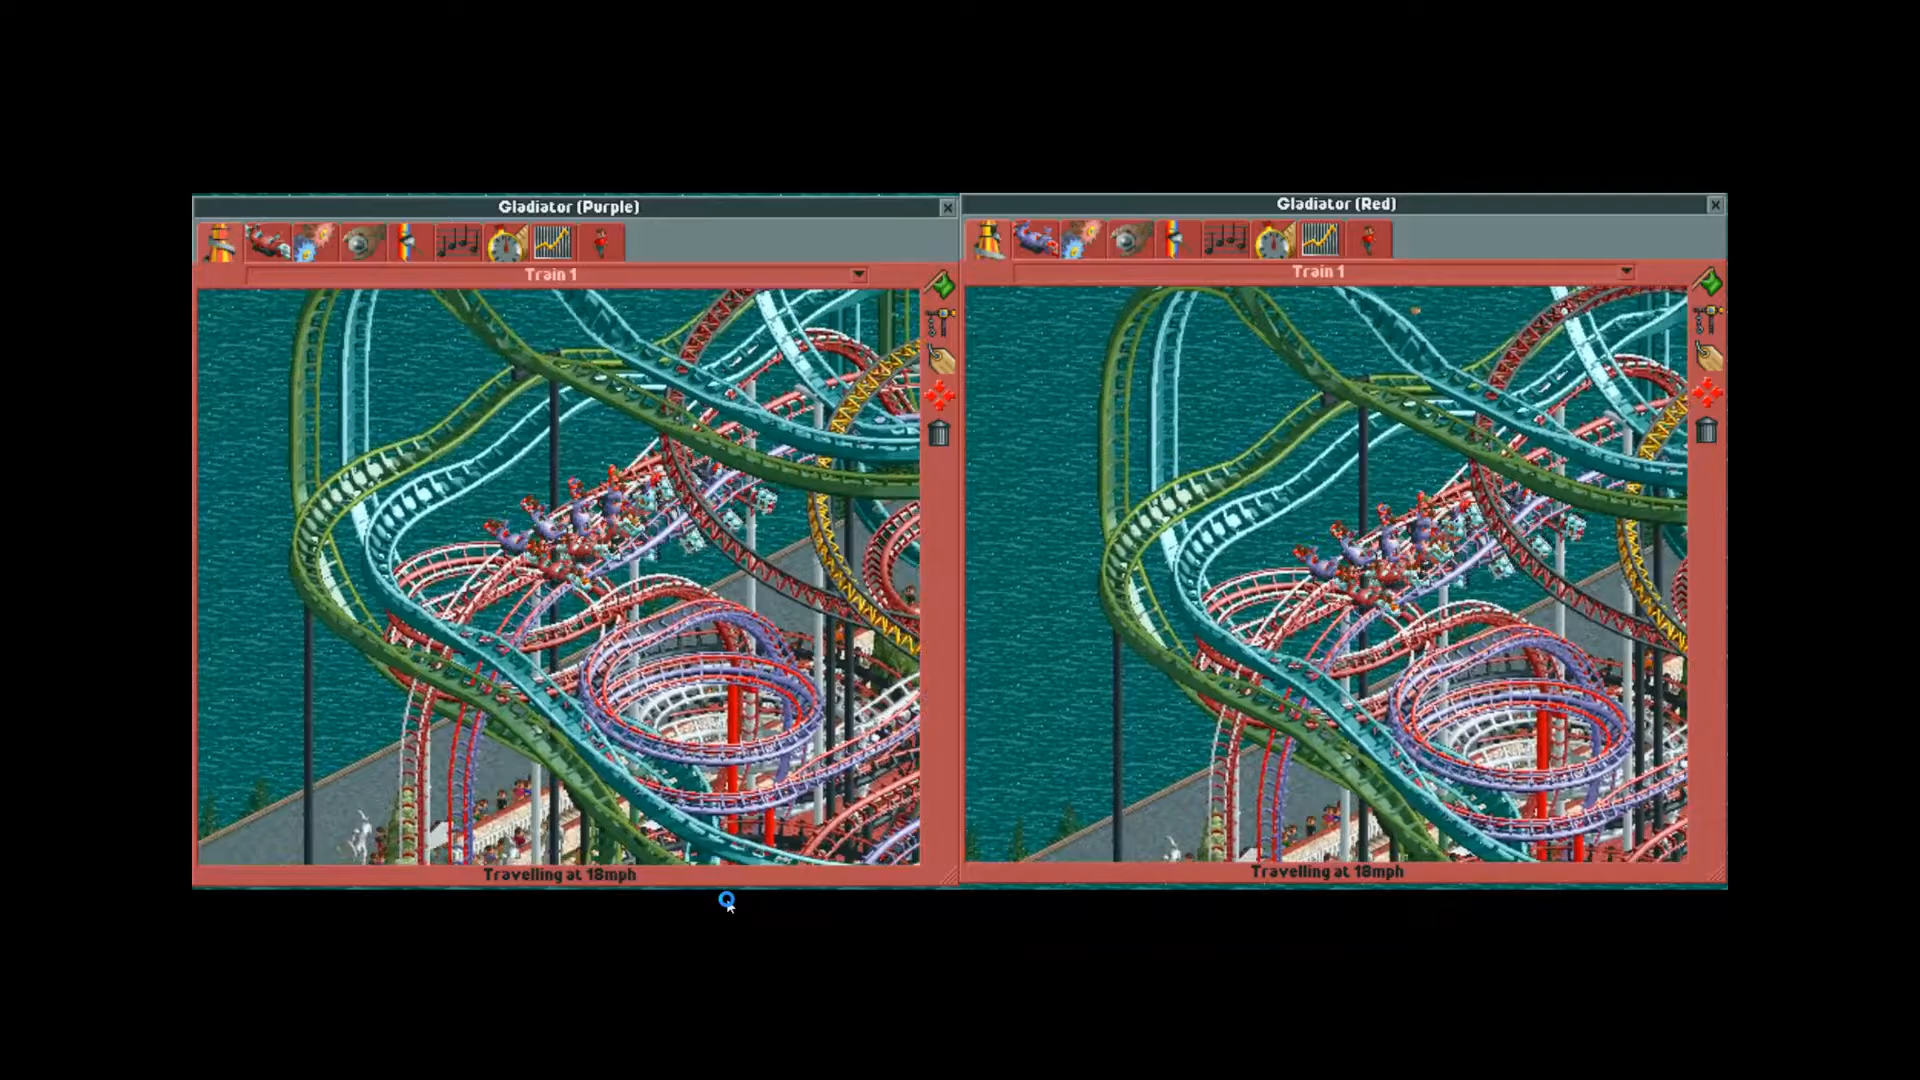 Gladiator (Purple)
Train 1
Travelling at 18mph
Gladiator (Red)
Train 1
Travelling at 18mph